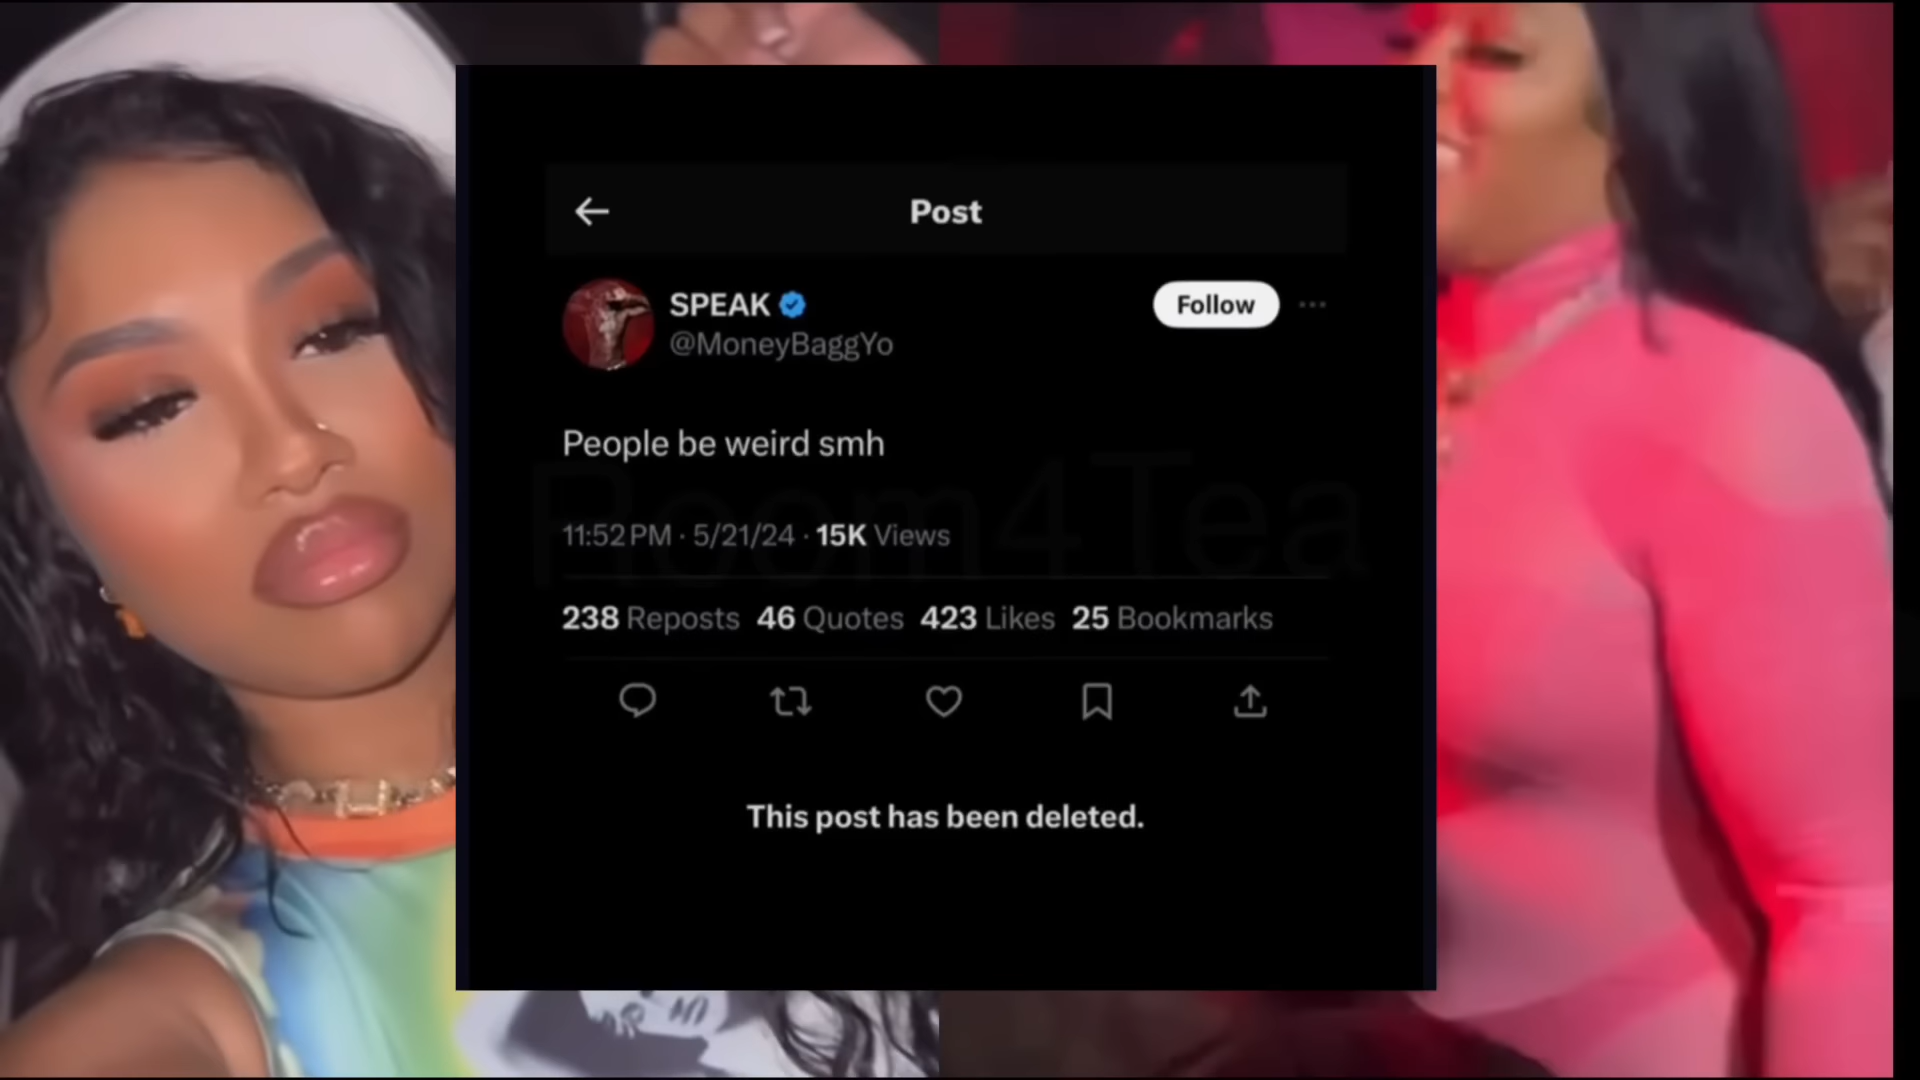 Post
SPEAK
@MoneyBaggYo
Follow
People be weird smh
Room4Tea
11:52 PM · 5/21/24 · 15K Views
238 Reposts 46 Quotes 423 Likes 25 Bookmarks
This post has been deleted.